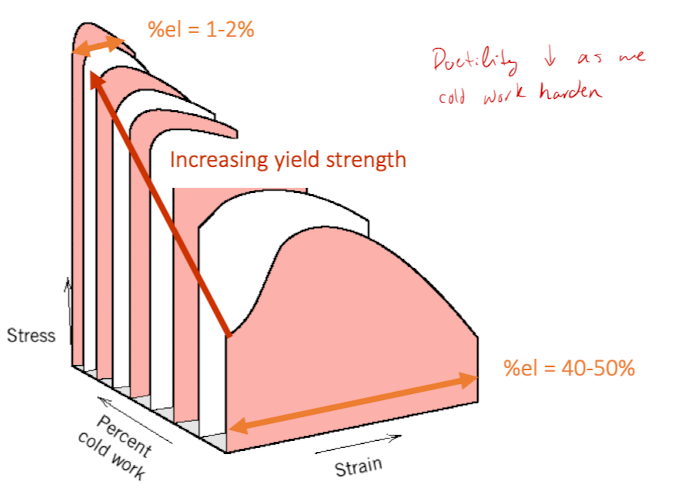 %el = 1-2%
Ductility ↓ as we
cold work harden
Increasing yield strength
Stress
%el = 40-50%
Percent
cold work
Strain